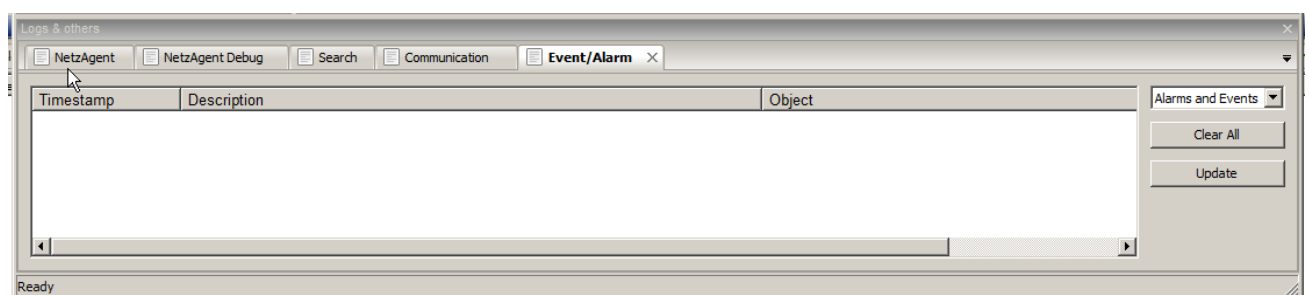 Logs & others
NetzAgent NetzAgent Debug Search Communication Event/Alarm
Timestamp Description Object Alarms and Events
Clear All
Update
Ready